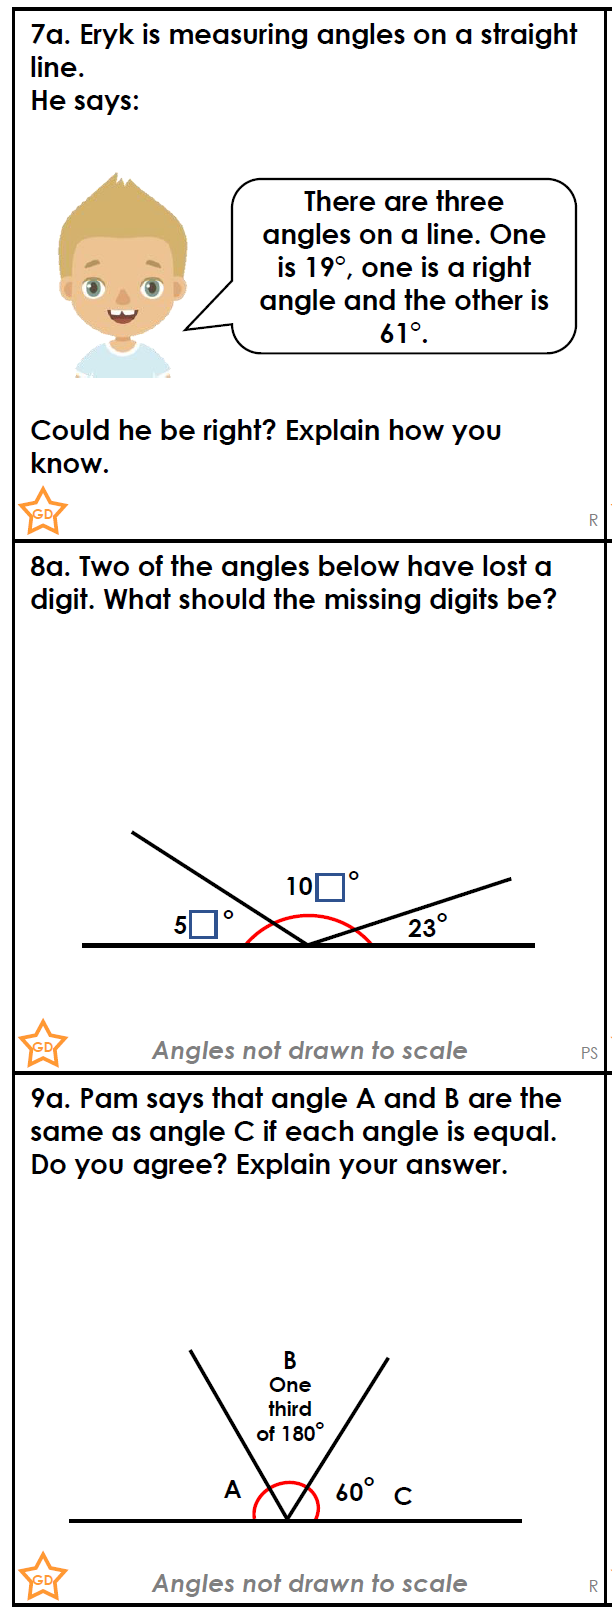 7a. Eryk is measuring angles on a straight
line.
He says:
There are three
angles on a line. One
is 19°, one is a right
angle and the other is
61°.
Could he be right? Explain how you
know.
GD
R
8a. Two of the angles below have lost a
digit. What should the missing digits be?
10□°
5□°
23°
GD
Angles not drawn to scale
PS
9a. Pam says that angle A and B are the
same as angle C if each angle is equal.
Do you agree? Explain your answer.
B
One
third
of 180°
A
60°
C
GD
Angles not drawn to scale
R